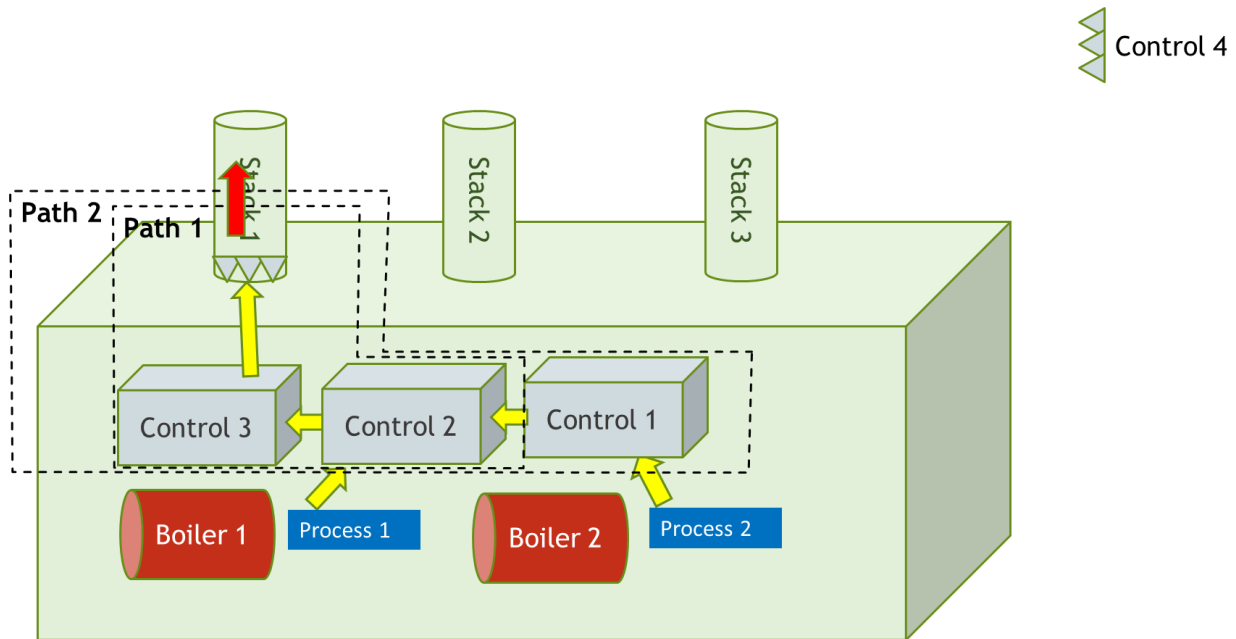 Control 4
Stack 1
Stack 2
Stack 3
Path 2
Path 1
Control 3
Control 2
Control 1
Boiler 1
Process 1
Boiler 2
Process 2